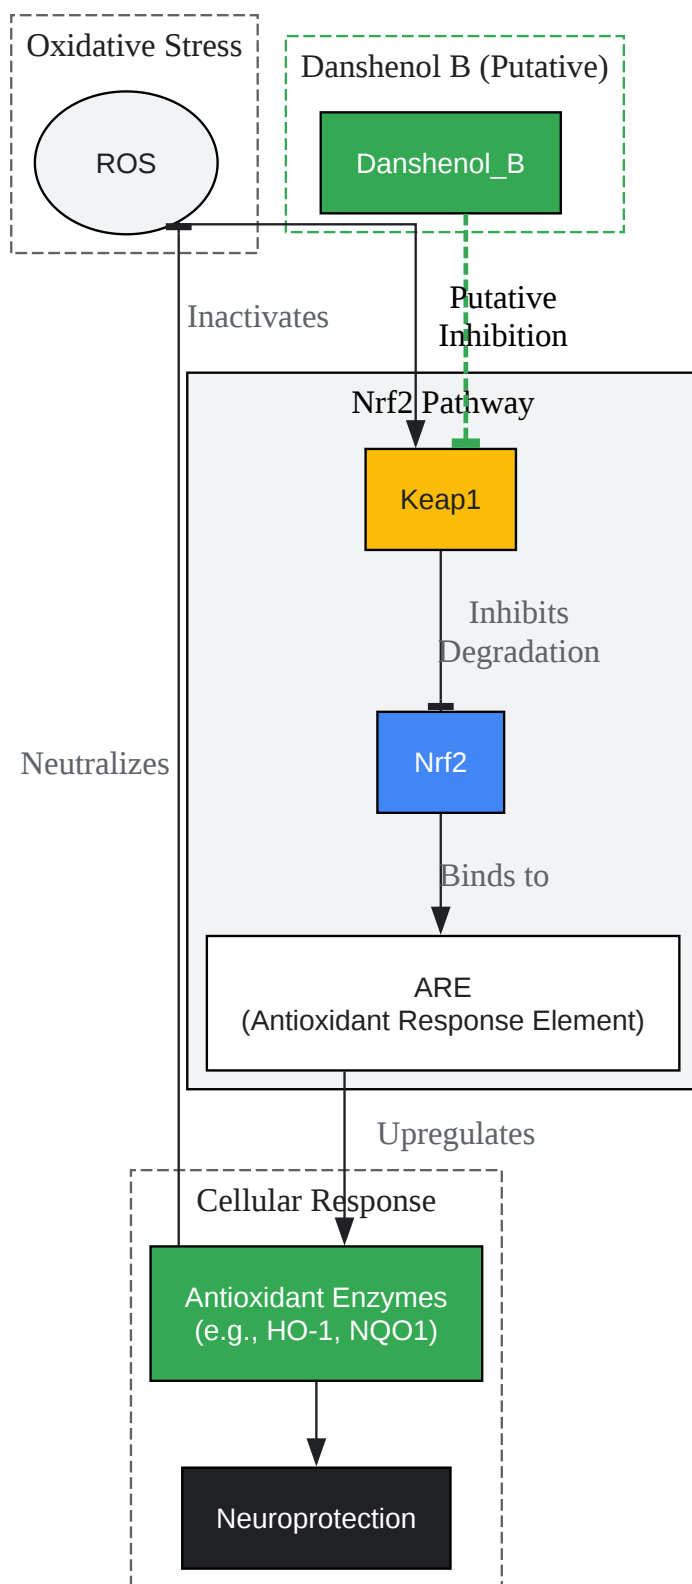 Oxidative Stress
Danshenol B (Putative)
ROS
Danshenol_B
Inactivates
Putative
Inhibition
Nrf2 Pathway
Keap1
Inhibits
Degradation
Neutralizes
Nrf2
Binds to
ARE
(Antioxidant Response Element)
Upregulates
Cellular Response
Antioxidant Enzymes
(e.g., HO-1, NQO1)
Neuroprotection